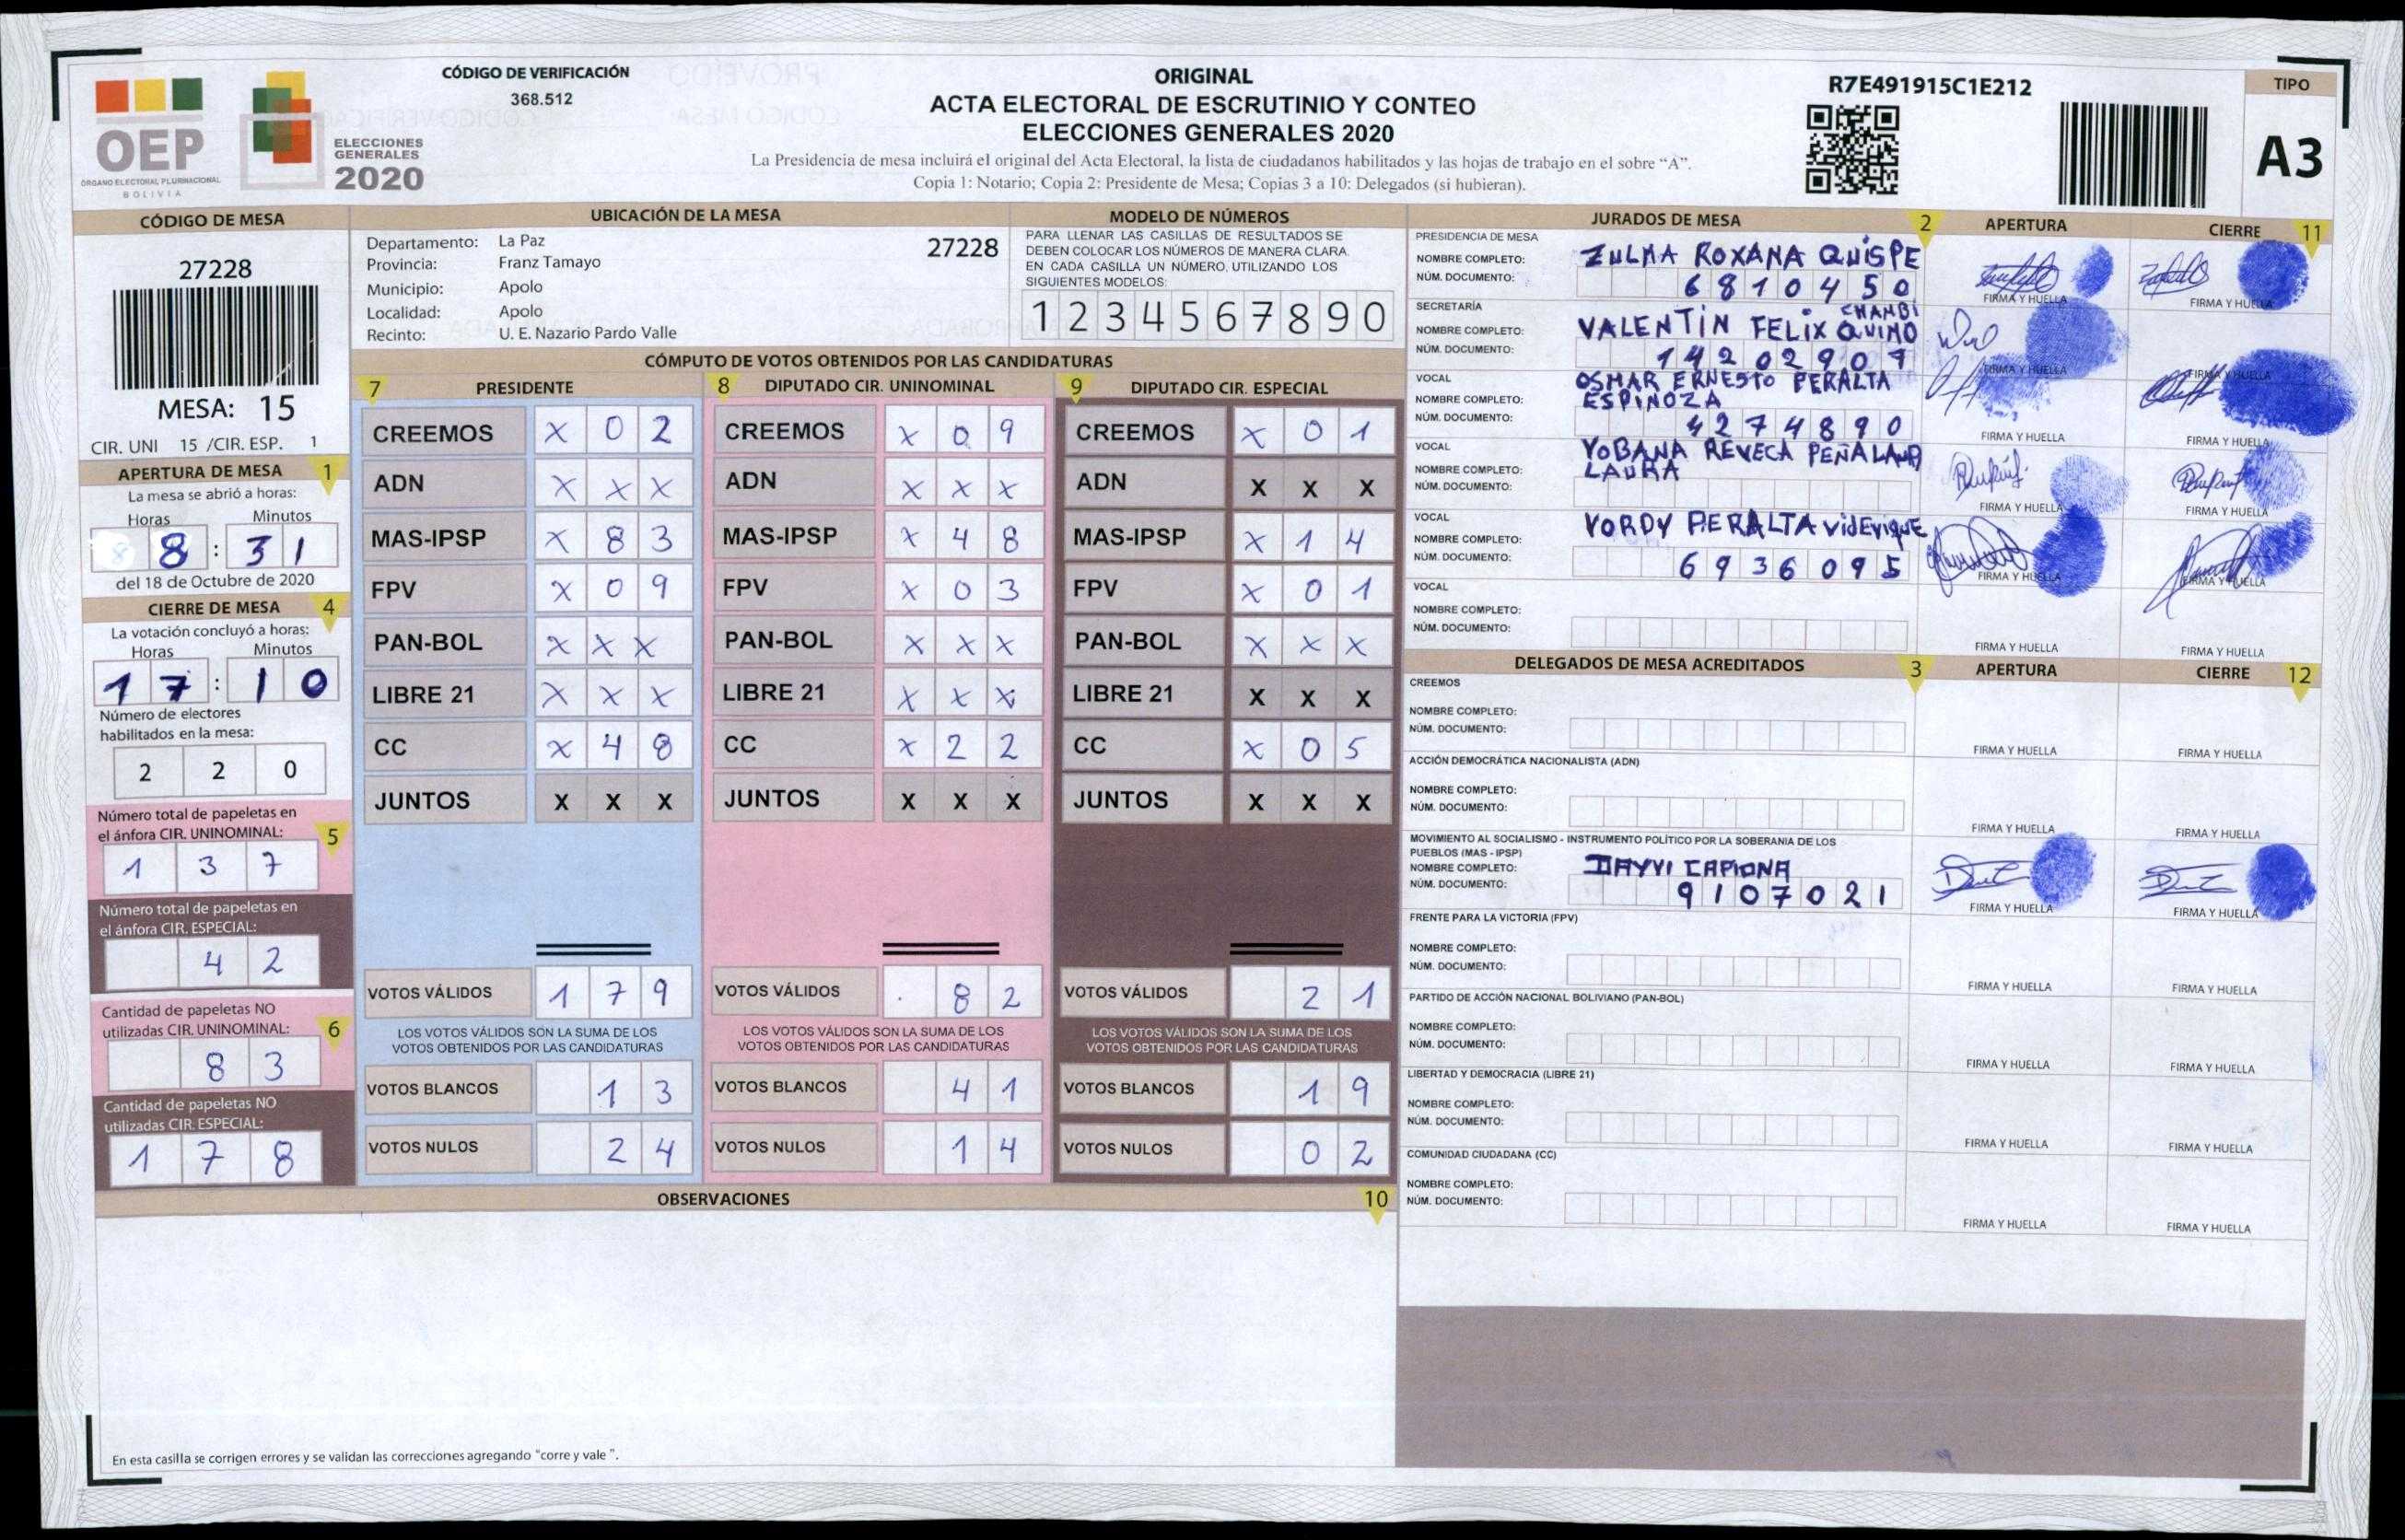 CÓDIGO DE VERIFICACIÓN
368.512
OEP
ÓRGANO ELECTORAL PLURINACIONAL
BOLIVIA
ELECCIONES
GENERALES
2020
ORIGINAL
ACTA ELECTORAL DE ESCRUTINIO Y CONTEO
ELECCIONES GENERALES 2020
La Presidencia de mesa incluirá el original del Acta Electoral, la lista de ciudadanos habilitados y las hojas de trabajo en el sobre “A”.
Copia 1: Notario; Copia 2: Presidente de Mesa; Copias 3 a 10: Delegados (si hubieran).
R7E491915C1E212
TIPO
A3
CÓDIGO DE MESA
27228
MESA: 15
CIR. UNI 15 /CIR. ESP. 1
APERTURA DE MESA 1
La mesa se abrió a horas:
Horas Minutos
8 : 31
del 18 de Octubre de 2020
CIERRE DE MESA 4
La votación concluyó a horas:
Horas Minutos
17 : 10
Número de electores
habilitados en la mesa:
2 2 0
Número total de papeletas en
el ánfora CIR. UNINOMINAL: 5
1 3 7
Número total de papeletas en
el ánfora CIR. ESPECIAL:
4 2
Cantidad de papeletas NO
utilizadas CIR. UNINOMINAL: 6
8 3
Cantidad de papeletas NO
utilizadas CIR. ESPECIAL:
1 7 8
UBICACIÓN DE LA MESA
Departamento: La Paz 27228
Provincia: Franz Tamayo
Municipio: Apolo
Localidad: Apolo
Recinto: U. E. Nazario Pardo Valle
MODELO DE NÚMEROS
PARA LLENAR LAS CASILLAS DE RESULTADOS SE
DEBEN COLOCAR LOS NÚMEROS DE MANERA CLARA
EN CADA CASILLA UN NÚMERO, UTILIZANDO LOS
SIGUIENTES MODELOS:
1 2 3 4 5 6 7 8 9 0
CÓMPUTO DE VOTOS OBTENIDOS POR LAS CANDIDATURAS
7 PRESIDENTE 8 DIPUTADO CIR. UNINOMINAL 9 DIPUTADO CIR. ESPECIAL
CREEMOS X 0 2 CREEMOS X 0 9 CREEMOS X 0 1
ADN X X X ADN X X X ADN X X X
MAS-IPSP X 8 3 MAS-IPSP X 4 8 MAS-IPSP X 1 4
FPV X 0 9 FPV X 0 3 FPV X 0 1
PAN-BOL X X X PAN-BOL X X X PAN-BOL X X X
LIBRE 21 X X X LIBRE 21 X X X LIBRE 21 X X X
CC X 4 8 CC X 2 2 CC X 0 5
JUNTOS X X X JUNTOS X X X JUNTOS X X X
VOTOS VÁLIDOS 1 7 9 VOTOS VÁLIDOS 8 2 VOTOS VÁLIDOS 2 1
LOS VOTOS VÁLIDOS SON LA SUMA DE LOS LOS VOTOS VÁLIDOS SON LA SUMA DE LOS LOS VOTOS VÁLIDOS SON LA SUMA DE LOS
VOTOS OBTENIDOS POR LAS CANDIDATURAS VOTOS OBTENIDOS POR LAS CANDIDATURAS VOTOS OBTENIDOS POR LAS CANDIDATURAS
VOTOS BLANCOS 1 3 VOTOS BLANCOS 4 1 VOTOS BLANCOS 1 9
VOTOS NULOS 2 4 VOTOS NULOS 1 4 VOTOS NULOS 0 2
OBSERVACIONES 10
En esta casilla se corrigen errores y se validan las correcciones agregando "corre y vale ".
JURADOS DE MESA 2 APERTURA CIERRE 11
PRESIDENCIA DE MESA
NOMBRE COMPLETO: ZULMA ROXANA QUISPE
NÚM. DOCUMENTO: 6810450
FIRMA Y HUELLA FIRMA Y HUELLA
SECRETARÍA CHAMBI
NOMBRE COMPLETO: VALENTIN FELIX QUINO
NÚM. DOCUMENTO: 14202907
FIRMA Y HUELLA FIRMA Y HUELLA
VOCAL OSMAR ERNESTO PERALTA
NOMBRE COMPLETO: ESPINOZA
NÚM. DOCUMENTO: 4274890
FIRMA Y HUELLA FIRMA Y HUELLA
VOCAL YOBANA REVECA PEÑALAND
NOMBRE COMPLETO: LAURA
NÚM. DOCUMENTO:
FIRMA Y HUELLA FIRMA Y HUELLA
VOCAL YORDY PERALTA
NOMBRE COMPLETO:
NÚM. DOCUMENTO: 6936095
FIRMA Y HUELLA FIRMA Y HUELLA
VOCAL
NOMBRE COMPLETO:
NÚM. DOCUMENTO:
FIRMA Y HUELLA FIRMA Y HUELLA
DELEGADOS DE MESA ACREDITADOS 3 APERTURA CIERRE 12
CREEMOS
NOMBRE COMPLETO:
NÚM. DOCUMENTO:
FIRMA Y HUELLA FIRMA Y HUELLA
ACCIÓN DEMOCRÁTICA NACIONALISTA (ADN)
NOMBRE COMPLETO:
NÚM. DOCUMENTO:
FIRMA Y HUELLA FIRMA Y HUELLA
MOVIMIENTO AL SOCIALISMO - INSTRUMENTO POLÍTICO POR LA SOBERANIA DE LOS
PUEBLOS (MAS - IPSP)
NOMBRE COMPLETO: DAYVI CAPIONA
NÚM. DOCUMENTO: 9107021
FIRMA Y HUELLA FIRMA Y HUELLA
FRENTE PARA LA VICTORIA (FPV)
NOMBRE COMPLETO:
NÚM. DOCUMENTO:
FIRMA Y HUELLA FIRMA Y HUELLA
PARTIDO DE ACCIÓN NACIONAL BOLIVIANO (PAN-BOL)
NOMBRE COMPLETO:
NÚM. DOCUMENTO:
FIRMA Y HUELLA FIRMA Y HUELLA
LIBERTAD Y DEMOCRACIA (LIBRE 21)
NOMBRE COMPLETO:
NÚM. DOCUMENTO:
FIRMA Y HUELLA FIRMA Y HUELLA
COMUNIDAD CIUDADANA (CC)
NOMBRE COMPLETO:
NÚM. DOCUMENTO:
FIRMA Y HUELLA FIRMA Y HUELLA